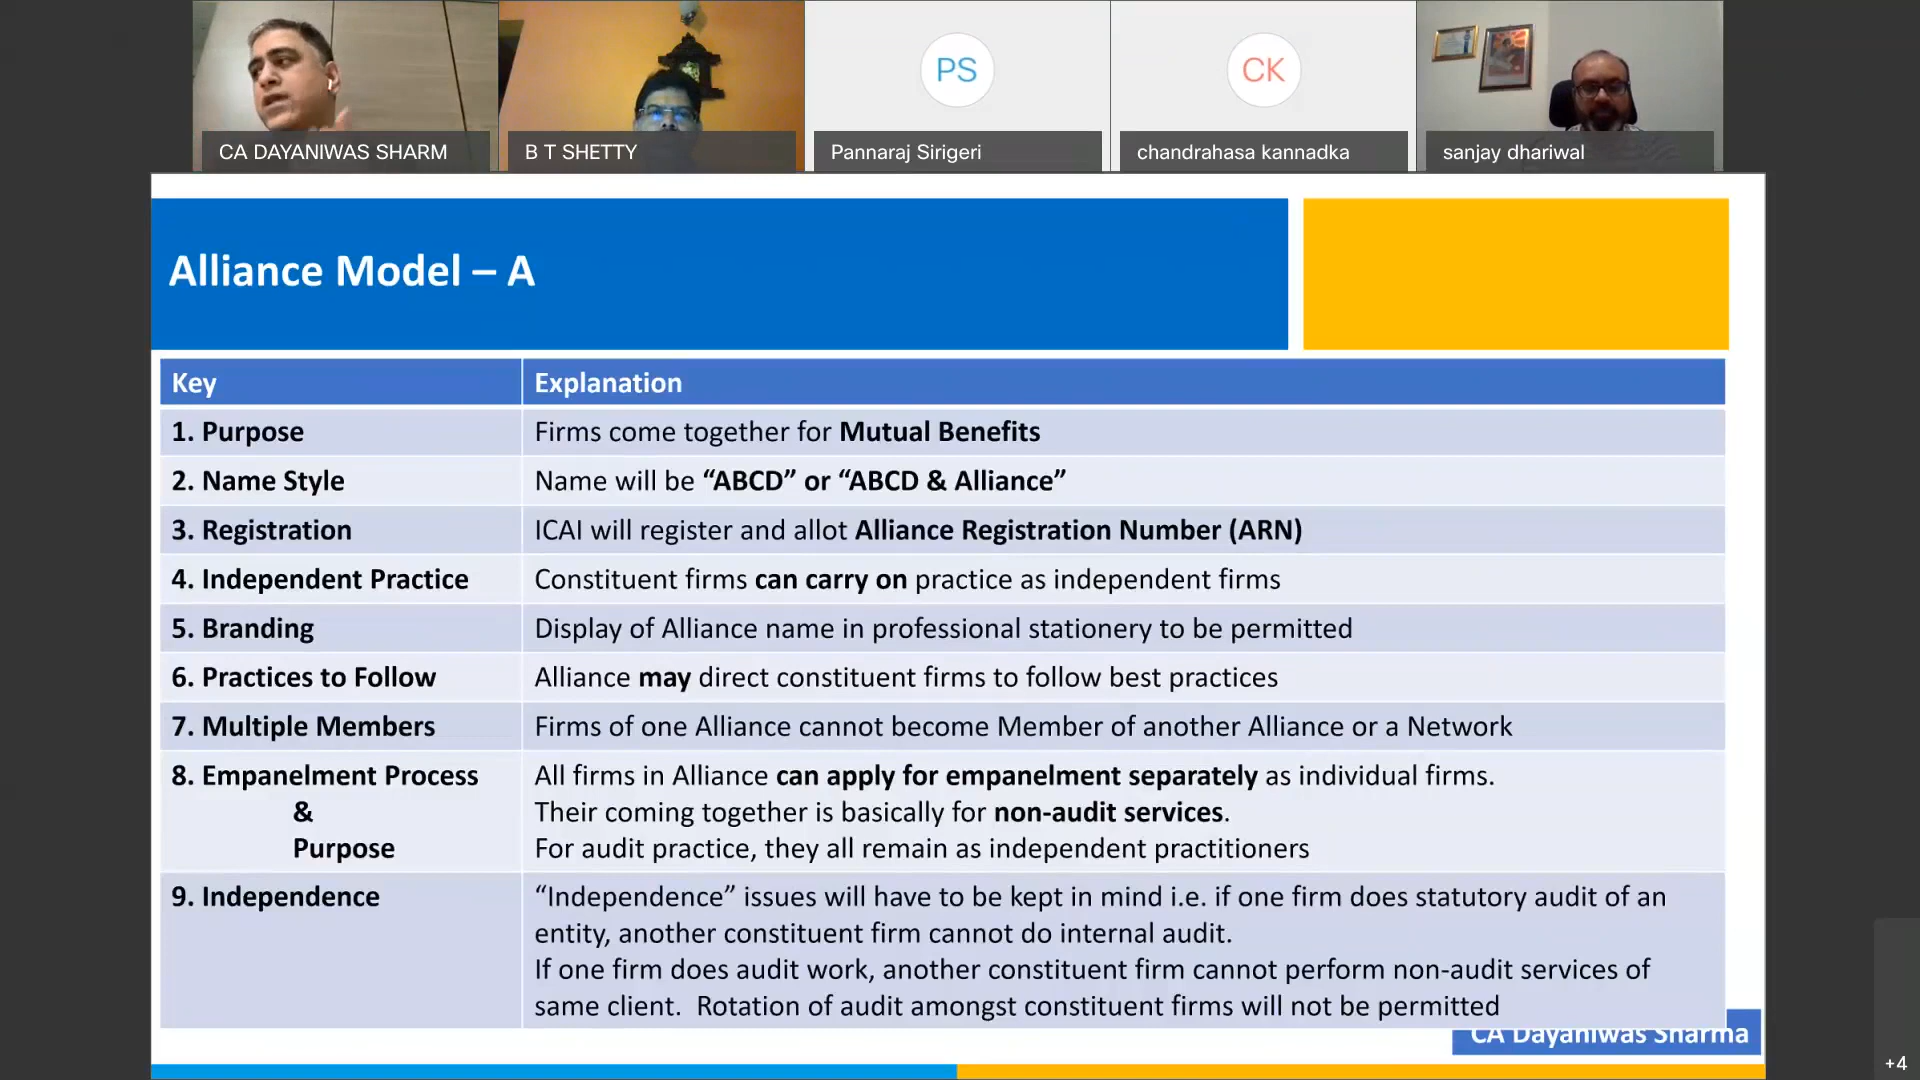 CA DAYANIWAS SHARM
B T SHETTY
PS
Pannaraj Sirigeri
CK
chandrahasa kannadka
sanjay dhariwal
Alliance Model – A
Key
Explanation
1. Purpose
Firms come together for Mutual Benefits
2. Name Style
Name will be “ABCD” or “ABCD & Alliance”
3. Registration
ICAI will register and allot Alliance Registration Number (ARN)
4. Independent Practice
Constituent firms can carry on practice as independent firms
5. Branding
Display of Alliance name in professional stationery to be permitted
6. Practices to Follow
Alliance may direct constituent firms to follow best practices
7. Multiple Members
Firms of one Alliance cannot become Member of another Alliance or a Network
8. Empanelment Process
&
Purpose
All firms in Alliance can apply for empanelment separately as individual firms.
Their coming together is basically for non-audit services.
For audit practice, they all remain as independent practitioners
9. Independence
“Independence” issues will have to be kept in mind i.e. if one firm does statutory audit of an
entity, another constituent firm cannot do internal audit.
If one firm does audit work, another constituent firm cannot perform non-audit services of
same client.  Rotation of audit amongst constituent firms will not be permitted
CA Dayaniwas Sharma
+4